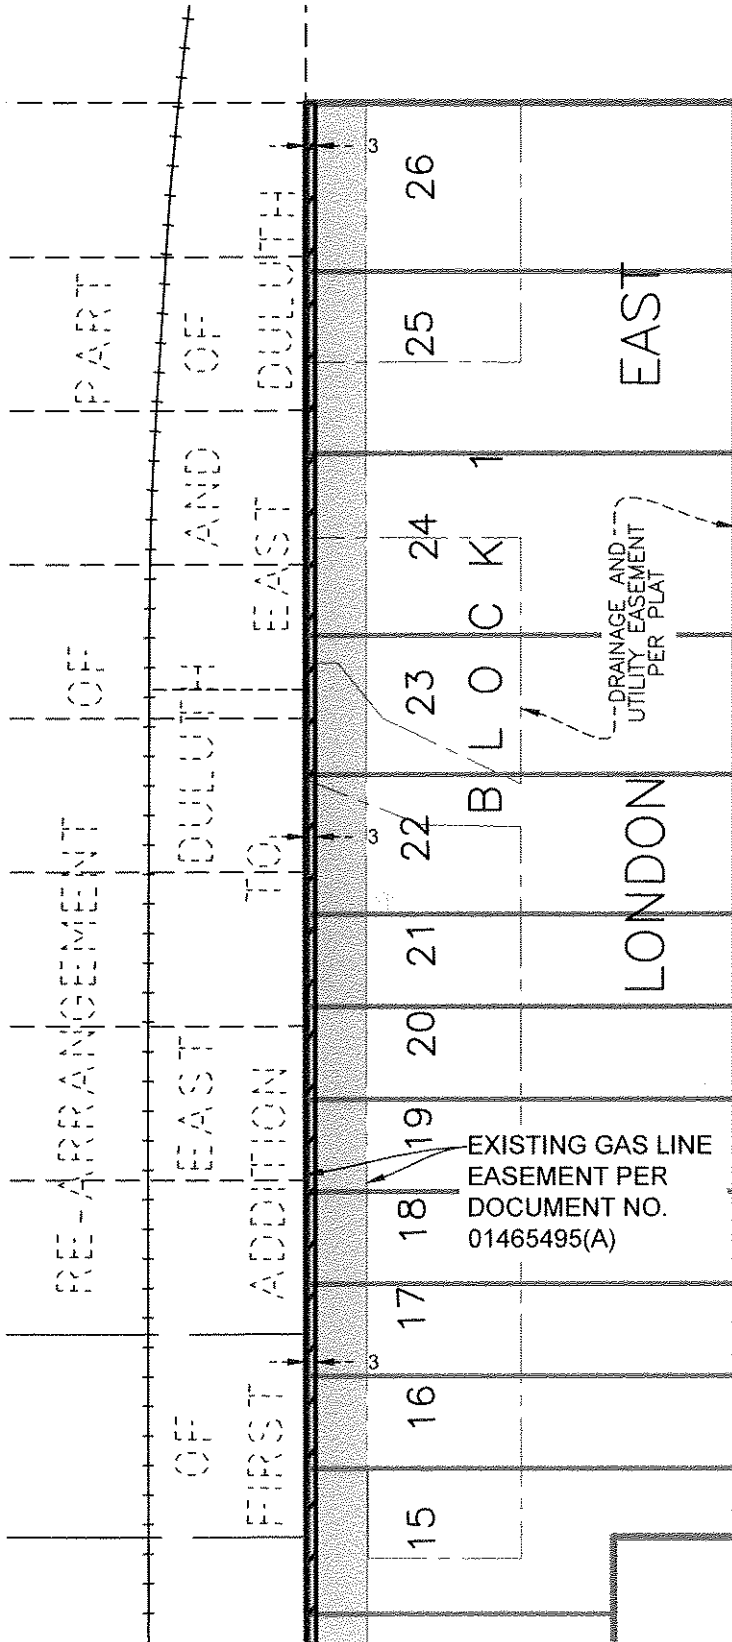 RE-ARRANGEMENT OF PART
OF EAST DULUTH AND OF
FIRST ADDITION TO EAST DULUTH
3
26
25
24
23
3
22
21
20
19
18
17
3
16
15
BLOCK 1
LONDON EAST
DRAINAGE AND
UTILITY EASEMENT
PER PLAT
EXISTING GAS LINE
EASEMENT PER
DOCUMENT NO.
01465495(A)